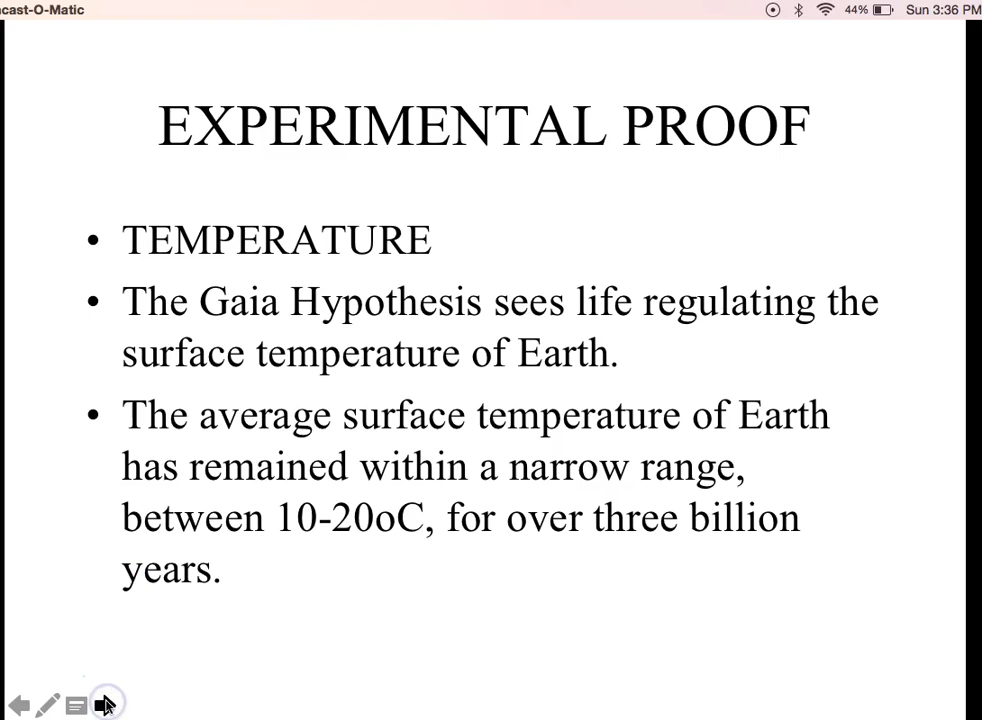 cast-O-Matic
44% Sun 3:36 PM
EXPERIMENTAL PROOF
• TEMPERATURE
• The Gaia Hypothesis sees life regulating the
surface temperature of Earth.
• The average surface temperature of Earth
has remained within a narrow range,
between 10-20oC, for over three billion
years.